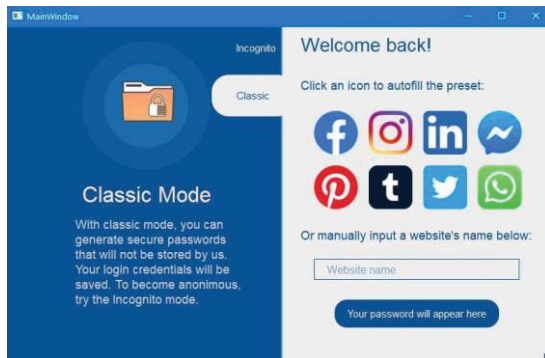 MainWindow
Incognito
Classic
Classic Mode
With classic mode, you can
generate secure passwords
that will not be stored by us.
Your login credentials will be
saved. To become anonimous,
try the Incognito mode.
Welcome back!
Click an icon to autofill the preset:
Or manually input a website's name below:
Website name
Your password will appear here